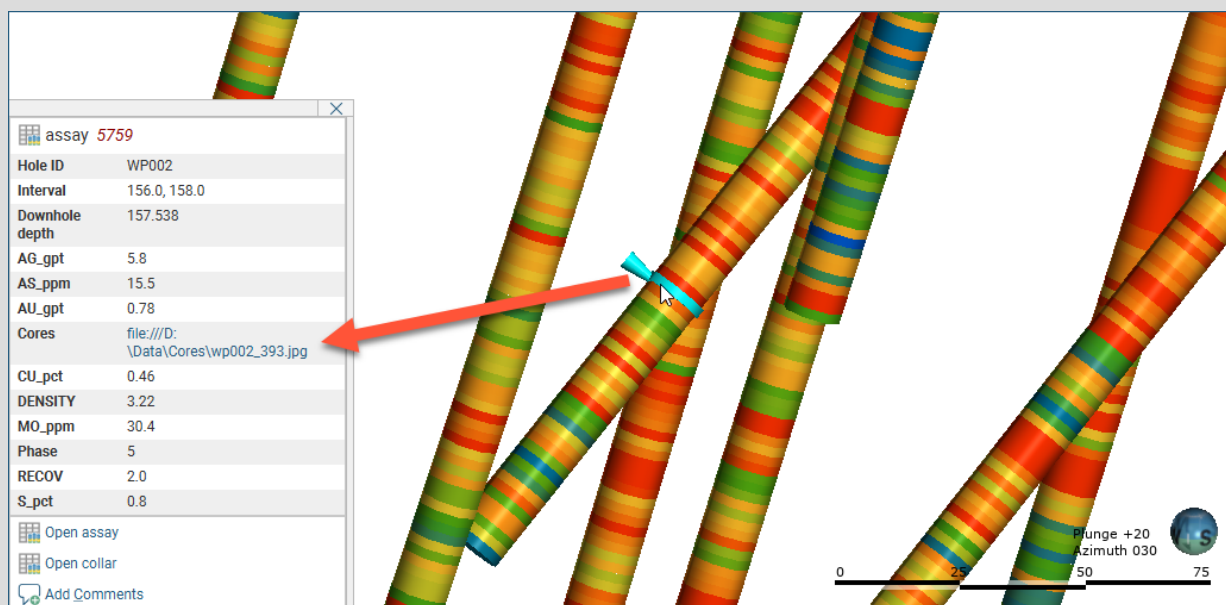 assay 5759
Hole ID WP002
Interval 156.0, 158.0
Downhole 157.538
depth
AG_gpt 5.8
AS_ppm 15.5
AU_gpt 0.78
Cores file:///D:
\Data\Cores\wp002_393.jpg
CU_pct 0.46
DENSITY 3.22
MO_ppm 30.4
Phase 5
RECOV 2.0
S_pct 0.8
Open assay
Open collar
Add Comments
Plunge +20
Azimuth 030
0 25 50 75
S